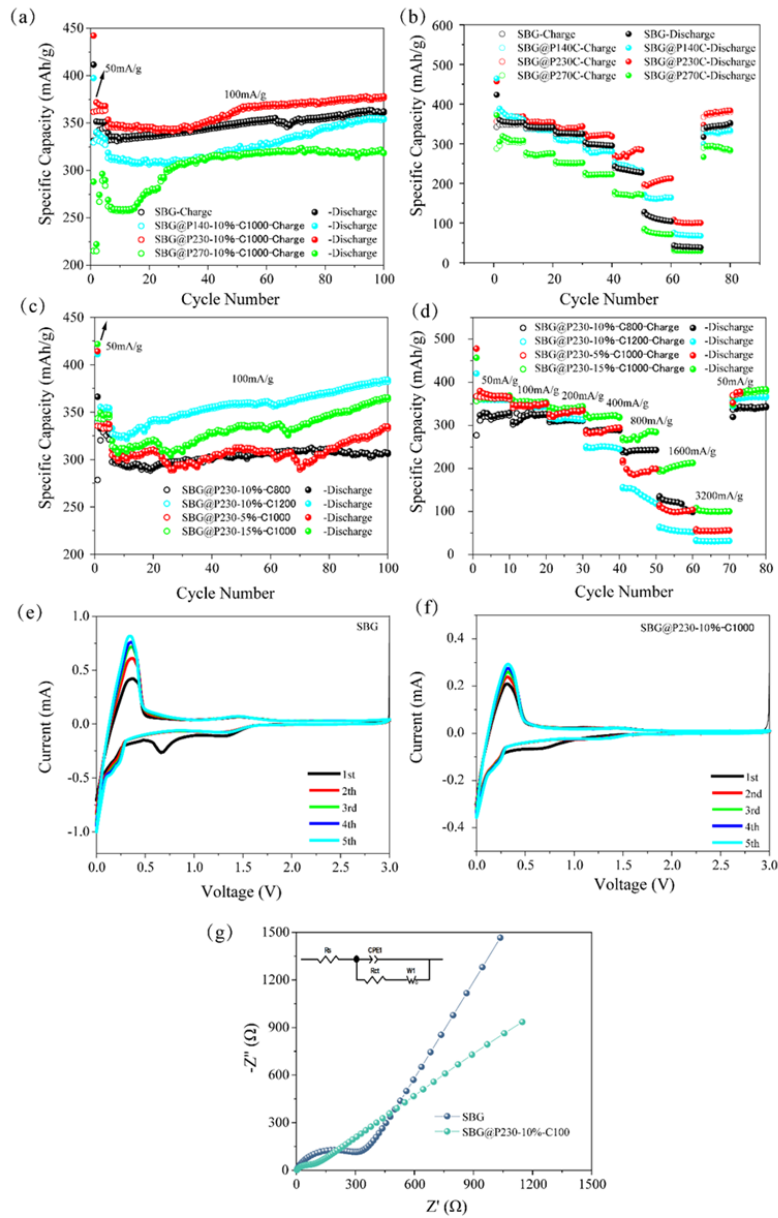 (a)
450
400
350
300
250
200
Specific Capacity (mAh/g)
50mA/g
100mA/g
SBG-Charge -Discharge
SBG@P140-10%-C1000-Charge -Discharge
SBG@P230-10%-C1000-Charge -Discharge
SBG@P270-10%-C1000-Charge -Discharge
0 20 40 60 80 100
Cycle Number
(b)
600
500
400
300
200
100
0
Specific Capacity (mAh/g)
SBG-Charge SBG-Discharge
SBG@P140C-Charge SBG@P140C-Discharge
SBG@P230C-Charge SBG@P230C-Discharge
SBG@P270C-Charge SBG@P270C-Discharge
0 20 40 60 80
Cycle Number
(c)
450
400
350
300
250
200
Specific Capacity (mAh/g)
50mA/g
100mA/g
SBG@P230-10%-C800 -Discharge
SBG@P230-10%-C1200 -Discharge
SBG@P230-5%-C1000 -Discharge
SBG@P230-15%-C1000 -Discharge
0 20 40 60 80 100
Cycle Number
(d)
500
400
300
200
100
0
Specific Capacity (mAh/g)
SBG@P230-10%-C800-Charge -Discharge
SBG@P230-10%-C1200-Charge -Discharge
SBG@P230-5%-C1000-Charge -Discharge
SBG@P230-15%-C1000-Charge -Discharge
50mA/g
100mA/g
200mA/g
400mA/g
800mA/g
1600mA/g
3200mA/g
50mA/g
0 10 20 30 40 50 60 70 80
Cycle Number
(e)
SBG
1.0
0.5
0.0
-0.5
-1.0
Current (mA)
1st
2th
3rd
4th
5th
0.0 0.5 1.0 1.5 2.0 2.5 3.0
Voltage (V)
(f)
SBG@P230-10%-C1000
0.4
0.2
0.0
-0.2
-0.4
Current (mA)
1st
2nd
3rd
4th
5th
0.0 0.5 1.0 1.5 2.0 2.5 3.0
Voltage (V)
(g)
1500
1200
900
600
300
0
-Z'' (Ω)
Rs CPE1
Rct W1
SBG
SBG@P230-10%-C100
0 300 600 900 1200 1500
Z' (Ω)